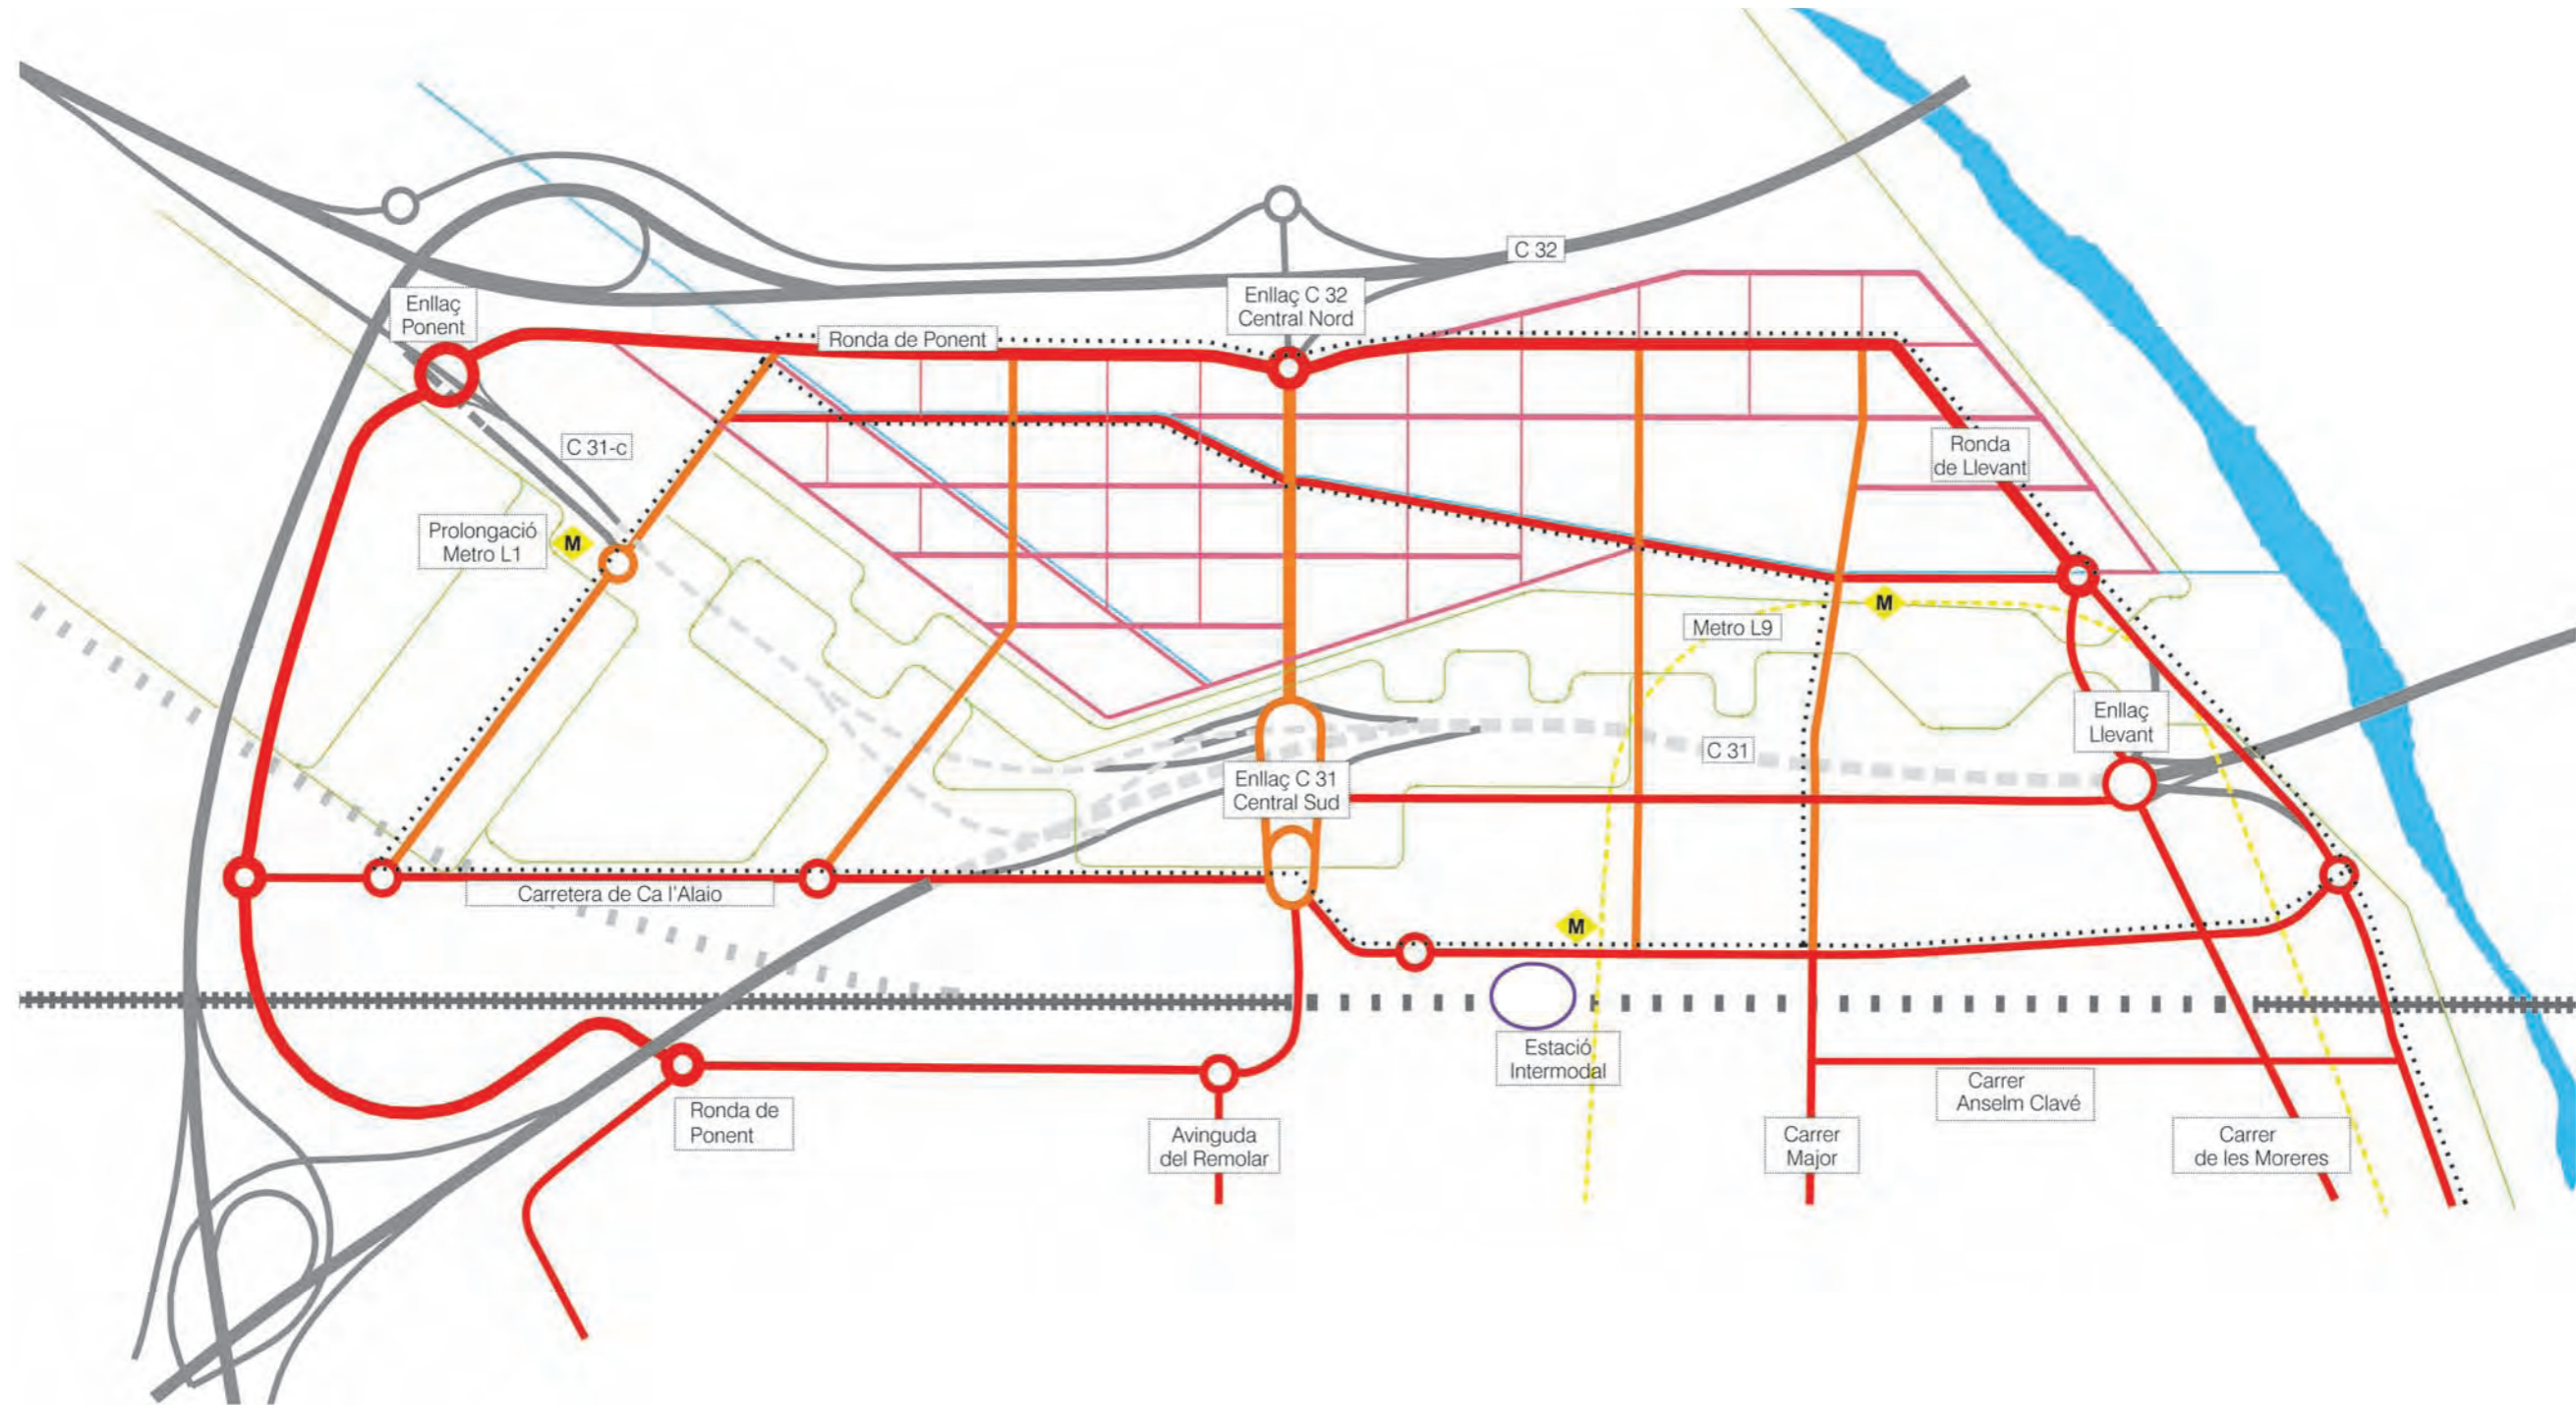 C 32
Enllaç
Ponent
Enllaç C 32
Central Nord
Ronda de Ponent
C 31-c
Ronda
de Llevant
Prolongació
Metro L1
M
M
Metro L9
Enllaç
Llevant
C 31
Enllaç C 31
Central Sud
Carretera de Ca l'Alaio
M
Estació
Intermodal
Carrer
Anselm Clavé
Ronda de
Ponent
Avinguda
del Remolar
Carrer
Major
Carrer
de les Moreres